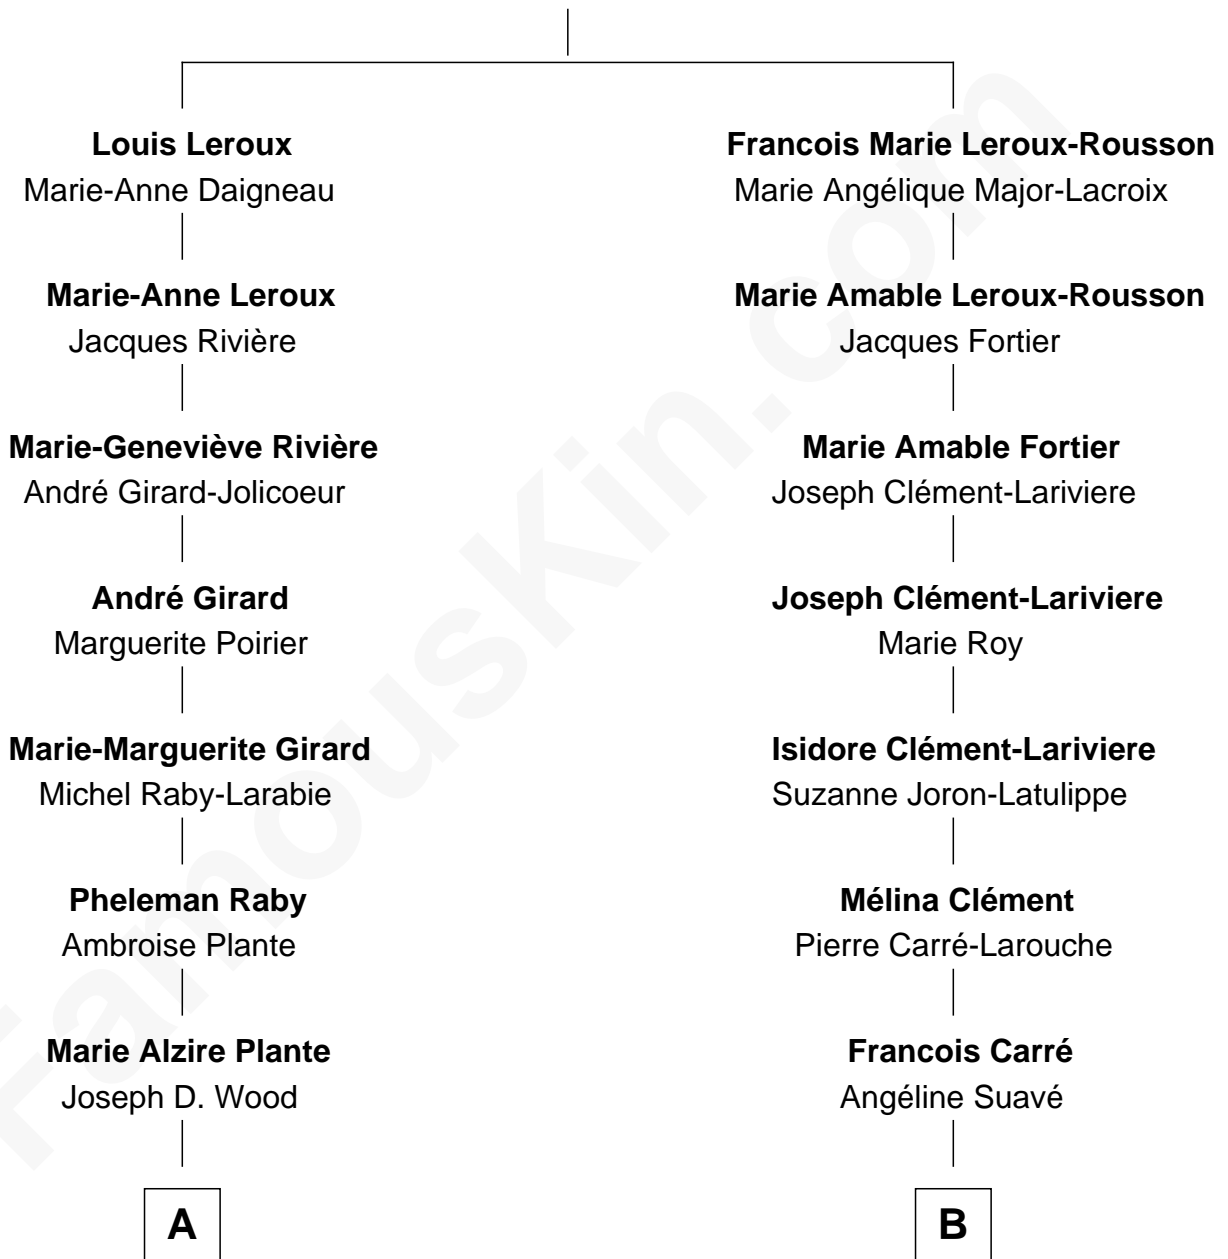 Louis Leroux
Marie-Anne Daigneau
Marie-Anne Leroux
Jacques Rivière
Marie-Geneviève Rivière
André Girard-Jolicoeur
André Girard
Marguerite Poirier
Marie-Marguerite Girard
Michel Raby-Larabie
Pheleman Raby
Ambroise Plante
Marie Alzire Plante
Joseph D. Wood
A
Francois Marie Leroux-Rousson
Marie Angélique Major-Lacroix
Marie Amable Leroux-Rousson
Jacques Fortier
Marie Amable Fortier
Joseph Clément-Lariviere
Joseph Clément-Lariviere
Marie Roy
Isidore Clément-Lariviere
Suzanne Joron-Latulippe
Mélina Clément
Pierre Carré-Larouche
Francois Carré
Angéline Suavé
B
FamousKin.com